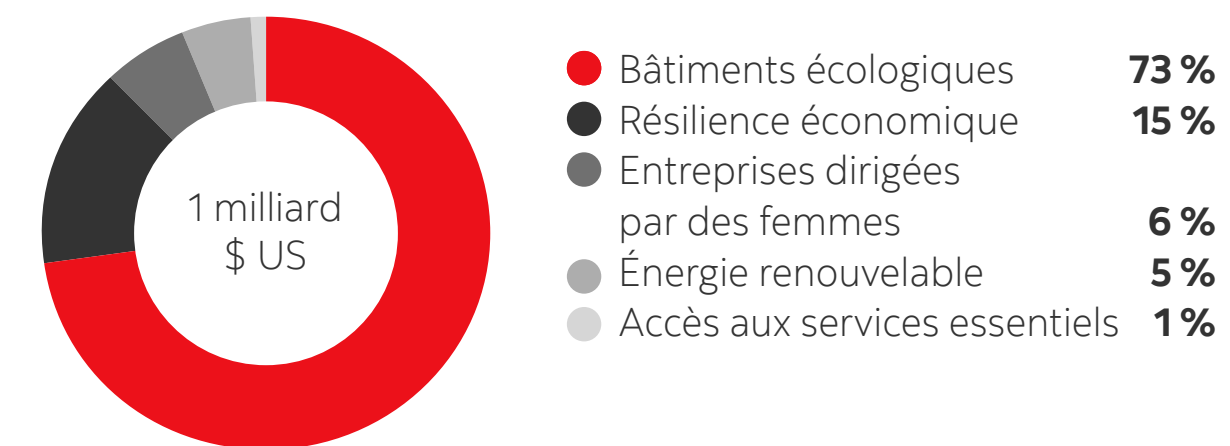 1 milliard
$ US
Bâtiments écologiques 73 %
Résilience économique 15 %
Entreprises dirigées
par des femmes 6 %
Énergie renouvelable 5 %
Accès aux services essentiels 1 %